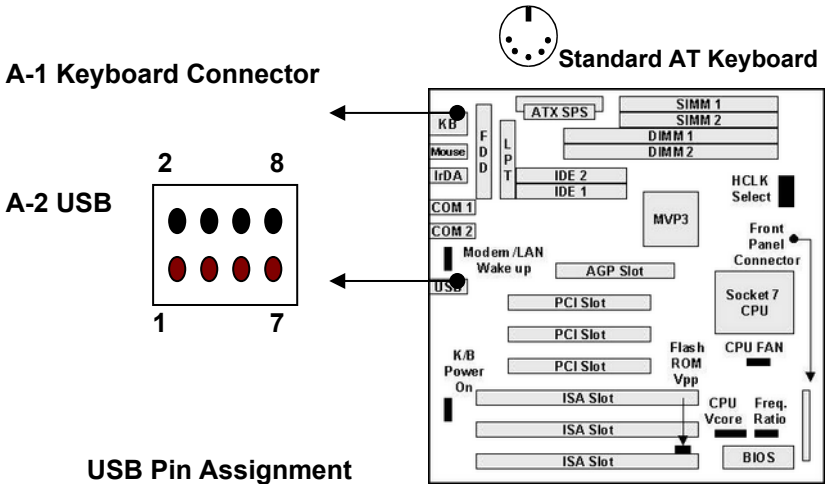 Standard AT Keyboard
A-1 Keyboard Connector
A-2 USB
2 8
1 7
USB Pin Assignment
ATX SPS
SIMM 1
SIMM 2
DIMM 1
DIMM 2
KB
FDD
LPT
Mouse
IrDA
IDE 2
IDE 1
HCLK
Select
COM 1
COM 2
MVP3
Front
Panel
Connector
Modem /LAN
Wake up
AGP Slot
USB
Socket 7
CPU
PCI Slot
PCI Slot
PCI Slot
K/B
Power
On
Flash
ROM
Vpp
CPU FAN
ISA Slot
ISA Slot
ISA Slot
CPU
Vcore
Freq.
Ratio
BIOS